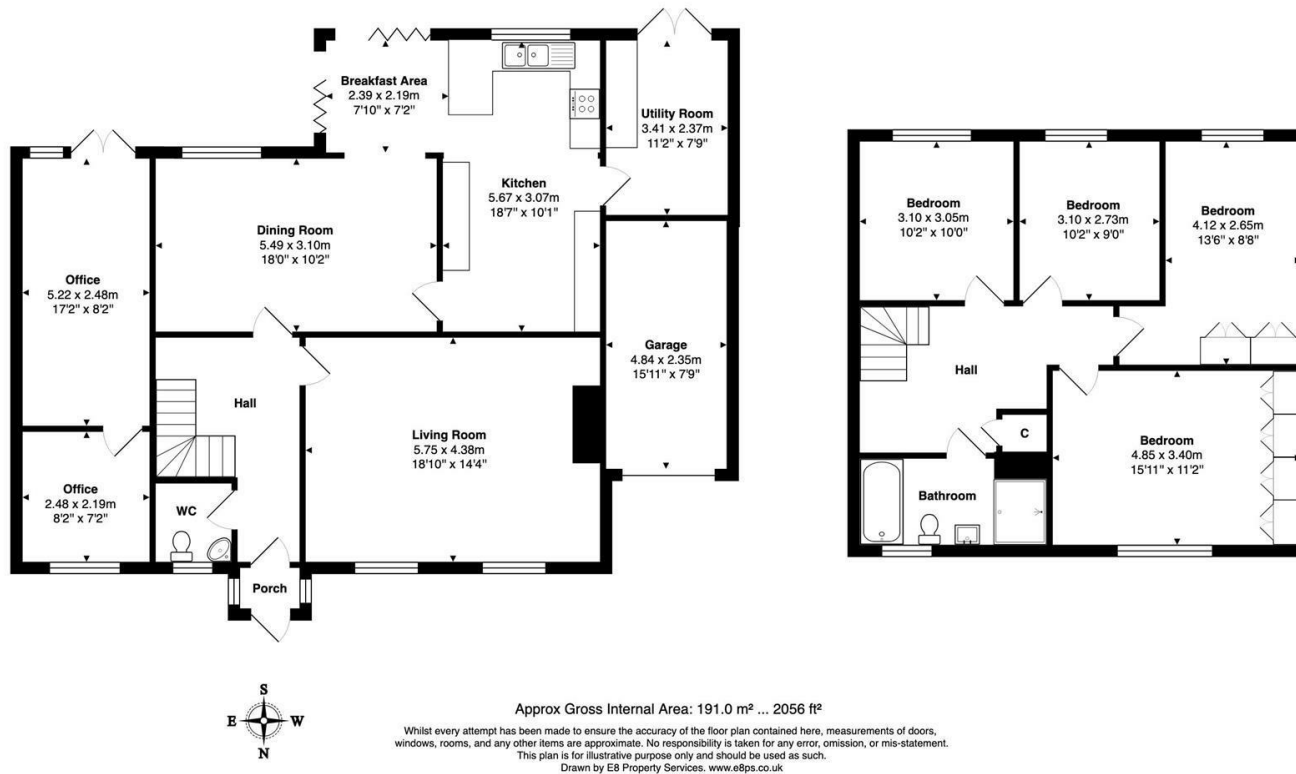 Breakfast Area
2.39 x 2.19m
7'10" x 7'2"
Utility Room
3.41 x 2.37m
11'2" x 7'9"
Kitchen
5.67 x 3.07m
18'7" x 10'1"
Dining Room
5.49 x 3.10m
18'0" x 10'2"
Office
5.22 x 2.48m
17'2" x 8'2"
Garage
4.84 x 2.35m
15'11" x 7'9"
Hall
Living Room
5.75 x 4.38m
18'10" x 14'4"
Office
2.48 x 2.19m
8'2" x 7'2"
WC
Porch
Bedroom
3.10 x 3.05m
10'2" x 10'0"
Bedroom
3.10 x 2.73m
10'2" x 9'0"
Bedroom
4.12 x 2.65m
13'6" x 8'8"
Hall
C
Bedroom
4.85 x 3.40m
15'11" x 11'2"
Bathroom
S
E W
N
Approx Gross Internal Area: 191.0 m² ... 2056 ft²
Whilst every attempt has been made to ensure the accuracy of the floor plan contained here, measurements of doors,
windows, rooms, and any other items are approximate. No responsibility is taken for any error, omission, or mis-statement.
This plan is for illustrative purpose only and should be used as such.
Drawn by E8 Property Services. www.e8ps.co.uk